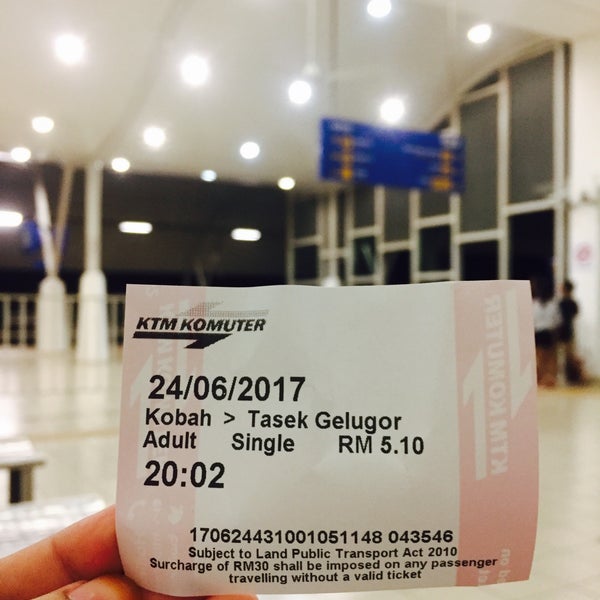 KTM KOMUTER
24/06/2017
Kobah > Tasek Gelugor
Adult Single RM 5.10
20:02
170624431001051148 043546
Subject to Land Public Transport Act 2010
Surcharge of RM30 shall be imposed on any passenger
travelling without a valid ticket
KTM KOMUTER